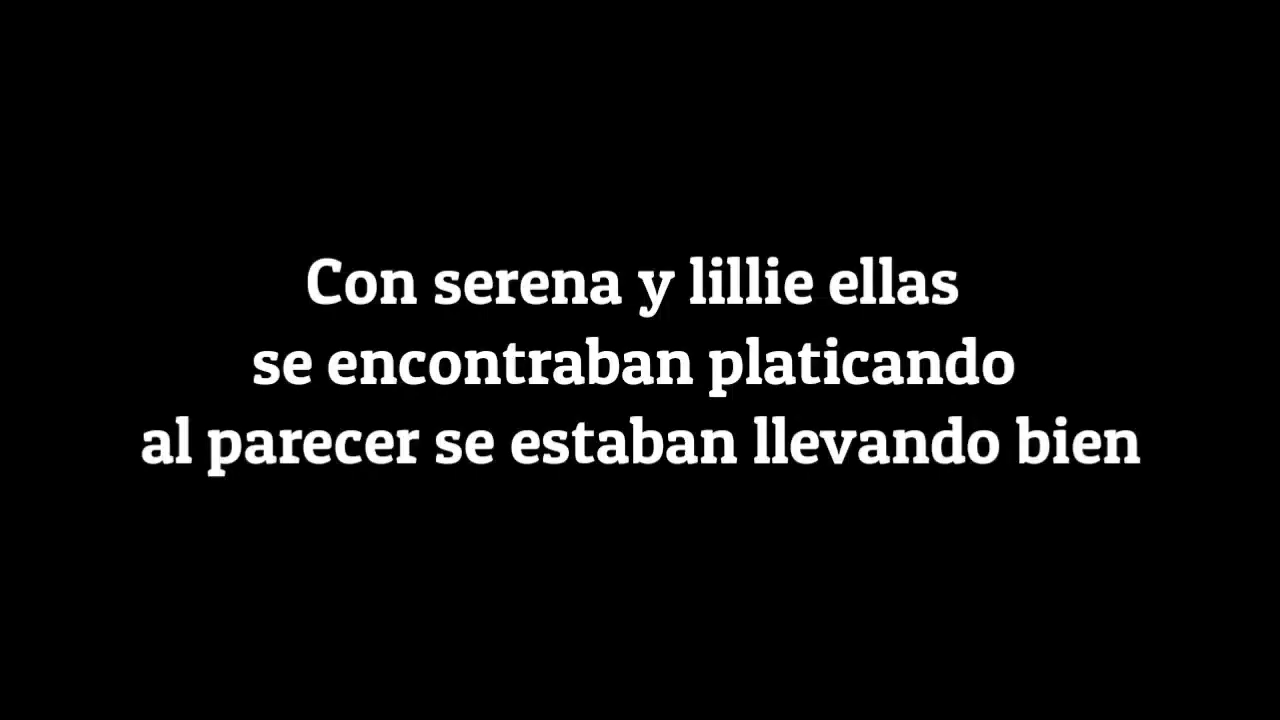 Con serena y lillie ellas
se encontraban platicando
al parecer se estaban llevando bien